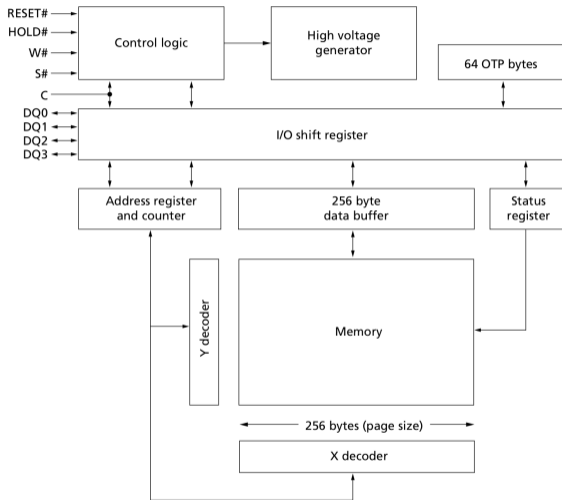 RESET#
HOLD#
W#
S#
C
DQ0
DQ1
DQ2
DQ3
Control logic
High voltage
generator
64 OTP bytes
I/O shift register
Address register
and counter
256 byte
data buffer
Status
register
Y decoder
Memory
256 bytes (page size)
X decoder